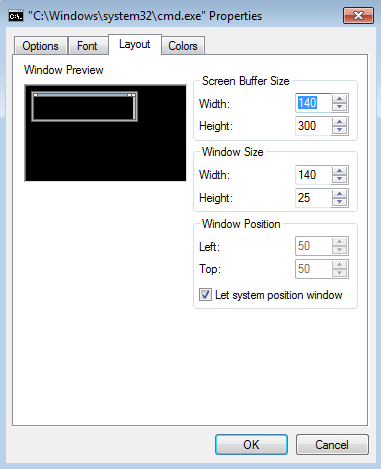 C:\. "C:\Windows\system32\cmd.exe" Properties
Options Font Layout Colors
Window Preview
Screen Buffer Size
Width: 140
Height: 300
Window Size
Width: 140
Height: 25
Window Position
Left: 50
Top: 50
Let system position window
OK Cancel